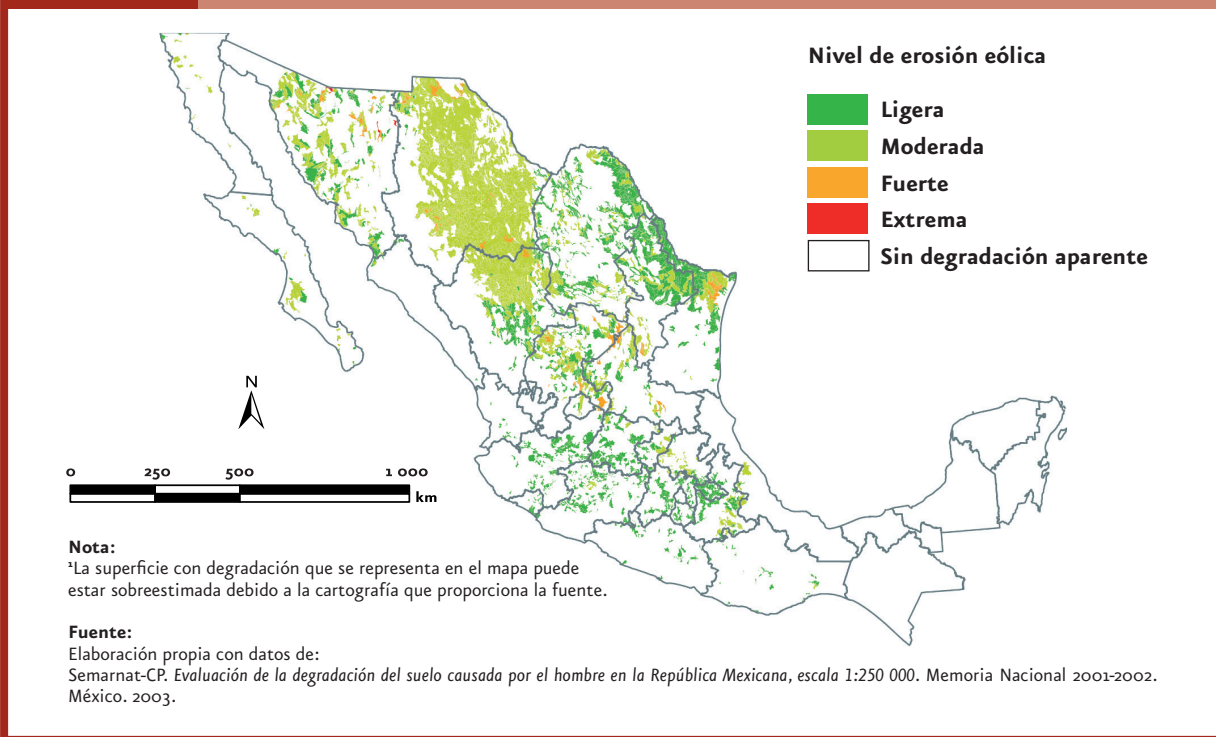 Nivel de erosión eólica
Ligera
Moderada
Fuerte
Extrema
Sin degradación aparente
N
0 250 500 1 000
km
Nota:
¹La superficie con degradación que se representa en el mapa puede
estar sobreestimada debido a la cartografía que proporciona la fuente.
Fuente:
Elaboración propia con datos de:
Semarnat-CP. Evaluación de la degradación del suelo causada por el hombre en la República Mexicana, escala 1:250 000. Memoria Nacional 2001-2002.
México. 2003.